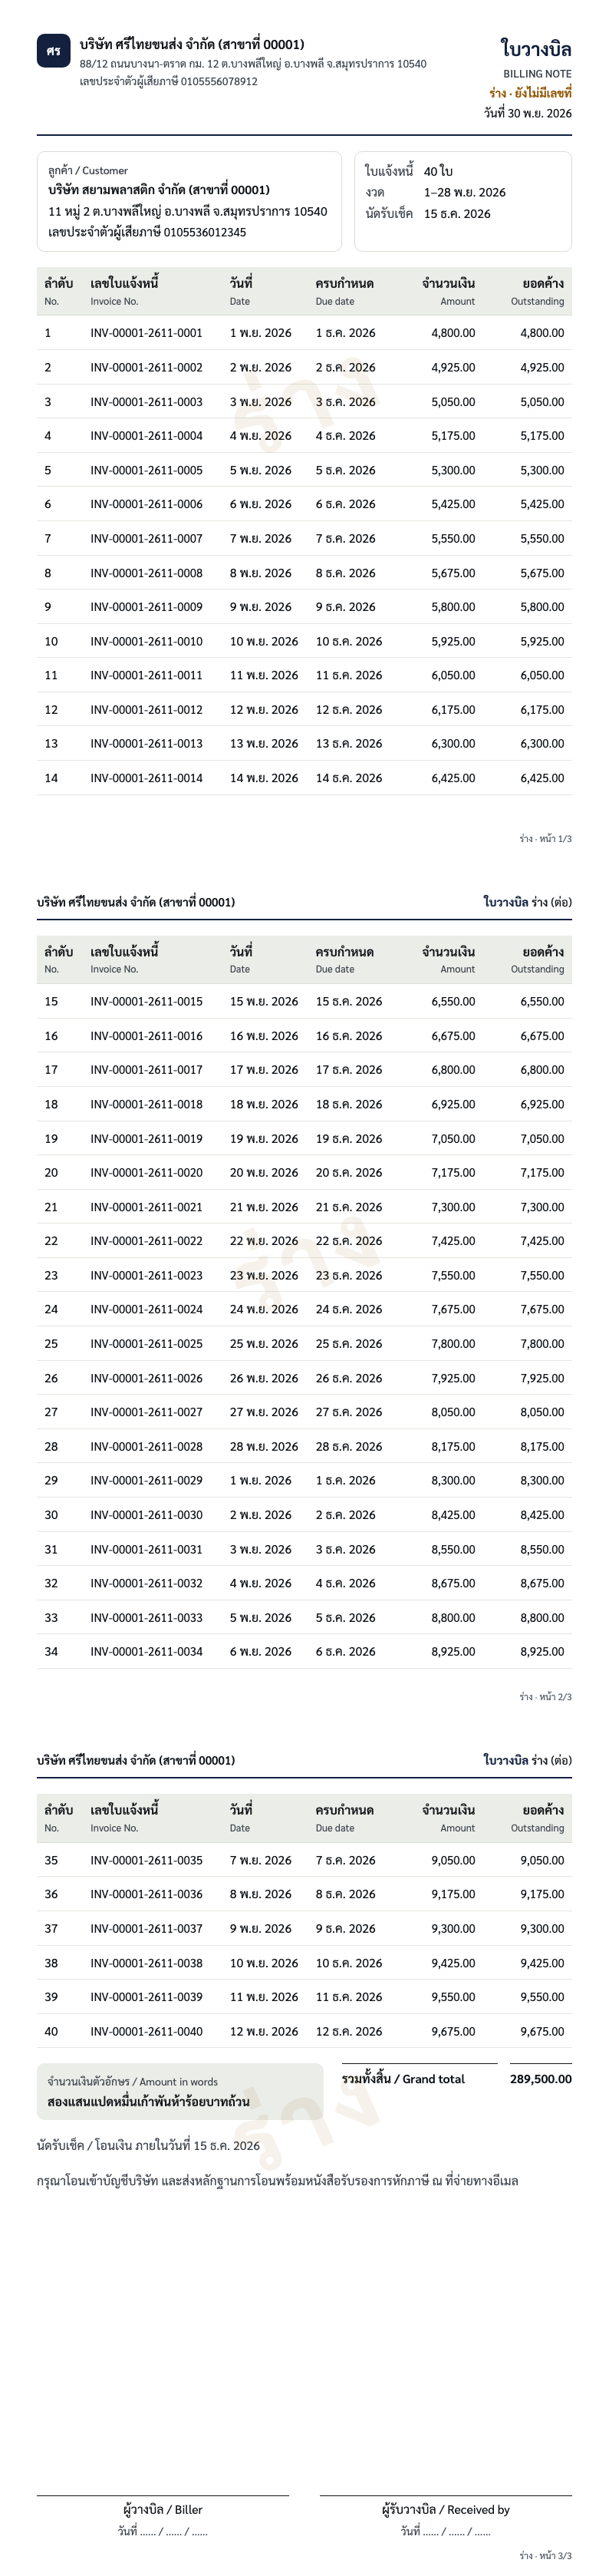 ศร
บริษัท ศรีไทยขนส่ง จำกัด (สาขาที่ 00001)
88/12 ถนนบางนา-ตราด กม. 12 ต.บางพลีใหญ่ อ.บางพลี จ.สมุทรปราการ 10540
เลขประจำตัวผู้เสียภาษี 0105556078912
ใบวางบิล
BILLING NOTE
ร่าง · ยังไม่มีเลขที่
วันที่ 30 พ.ย. 2026
ลูกค้า / Customer
บริษัท สยามพลาสติก จำกัด (สาขาที่ 00001)
11 หมู่ 2 ต.บางพลีใหญ่ อ.บางพลี จ.สมุทรปราการ 10540
เลขประจำตัวผู้เสียภาษี 0105536012345
ใบแจ้งหนี้ 40 ใบ
งวด 1–28 พ.ย. 2026
นัดรับเช็ค 15 ธ.ค. 2026
ลำดับ เลขใบแจ้งหนี้ วันที่ ครบกำหนด จำนวนเงิน ยอดค้าง
No. Invoice No. Date Due date Amount Outstanding
1 INV-00001-2611-0001 1 พ.ย. 2026 1 ธ.ค. 2026 4,800.00 4,800.00
2 INV-00001-2611-0002 2 พ.ย. 2026 2 ธ.ค. 2026 4,925.00 4,925.00
3 INV-00001-2611-0003 3 พ.ย. 2026 3 ธ.ค. 2026 5,050.00 5,050.00
4 INV-00001-2611-0004 4 พ.ย. 2026 4 ธ.ค. 2026 5,175.00 5,175.00
5 INV-00001-2611-0005 5 พ.ย. 2026 5 ธ.ค. 2026 5,300.00 5,300.00
6 INV-00001-2611-0006 6 พ.ย. 2026 6 ธ.ค. 2026 5,425.00 5,425.00
7 INV-00001-2611-0007 7 พ.ย. 2026 7 ธ.ค. 2026 5,550.00 5,550.00
8 INV-00001-2611-0008 8 พ.ย. 2026 8 ธ.ค. 2026 5,675.00 5,675.00
9 INV-00001-2611-0009 9 พ.ย. 2026 9 ธ.ค. 2026 5,800.00 5,800.00
10 INV-00001-2611-0010 10 พ.ย. 2026 10 ธ.ค. 2026 5,925.00 5,925.00
11 INV-00001-2611-0011 11 พ.ย. 2026 11 ธ.ค. 2026 6,050.00 6,050.00
12 INV-00001-2611-0012 12 พ.ย. 2026 12 ธ.ค. 2026 6,175.00 6,175.00
13 INV-00001-2611-0013 13 พ.ย. 2026 13 ธ.ค. 2026 6,300.00 6,300.00
14 INV-00001-2611-0014 14 พ.ย. 2026 14 ธ.ค. 2026 6,425.00 6,425.00
ร่าง
ร่าง · หน้า 1/3
บริษัท ศรีไทยขนส่ง จำกัด (สาขาที่ 00001) ใบวางบิล ร่าง (ต่อ)
ลำดับ เลขใบแจ้งหนี้ วันที่ ครบกำหนด จำนวนเงิน ยอดค้าง
No. Invoice No. Date Due date Amount Outstanding
15 INV-00001-2611-0015 15 พ.ย. 2026 15 ธ.ค. 2026 6,550.00 6,550.00
16 INV-00001-2611-0016 16 พ.ย. 2026 16 ธ.ค. 2026 6,675.00 6,675.00
17 INV-00001-2611-0017 17 พ.ย. 2026 17 ธ.ค. 2026 6,800.00 6,800.00
18 INV-00001-2611-0018 18 พ.ย. 2026 18 ธ.ค. 2026 6,925.00 6,925.00
19 INV-00001-2611-0019 19 พ.ย. 2026 19 ธ.ค. 2026 7,050.00 7,050.00
20 INV-00001-2611-0020 20 พ.ย. 2026 20 ธ.ค. 2026 7,175.00 7,175.00
21 INV-00001-2611-0021 21 พ.ย. 2026 21 ธ.ค. 2026 7,300.00 7,300.00
22 INV-00001-2611-0022 22 พ.ย. 2026 22 ธ.ค. 2026 7,425.00 7,425.00
23 INV-00001-2611-0023 23 พ.ย. 2026 23 ธ.ค. 2026 7,550.00 7,550.00
24 INV-00001-2611-0024 24 พ.ย. 2026 24 ธ.ค. 2026 7,675.00 7,675.00
25 INV-00001-2611-0025 25 พ.ย. 2026 25 ธ.ค. 2026 7,800.00 7,800.00
26 INV-00001-2611-0026 26 พ.ย. 2026 26 ธ.ค. 2026 7,925.00 7,925.00
27 INV-00001-2611-0027 27 พ.ย. 2026 27 ธ.ค. 2026 8,050.00 8,050.00
28 INV-00001-2611-0028 28 พ.ย. 2026 28 ธ.ค. 2026 8,175.00 8,175.00
29 INV-00001-2611-0029 1 พ.ย. 2026 1 ธ.ค. 2026 8,300.00 8,300.00
30 INV-00001-2611-0030 2 พ.ย. 2026 2 ธ.ค. 2026 8,425.00 8,425.00
31 INV-00001-2611-0031 3 พ.ย. 2026 3 ธ.ค. 2026 8,550.00 8,550.00
32 INV-00001-2611-0032 4 พ.ย. 2026 4 ธ.ค. 2026 8,675.00 8,675.00
33 INV-00001-2611-0033 5 พ.ย. 2026 5 ธ.ค. 2026 8,800.00 8,800.00
34 INV-00001-2611-0034 6 พ.ย. 2026 6 ธ.ค. 2026 8,925.00 8,925.00
ร่าง
ร่าง · หน้า 2/3
บริษัท ศรีไทยขนส่ง จำกัด (สาขาที่ 00001) ใบวางบิล ร่าง (ต่อ)
ลำดับ เลขใบแจ้งหนี้ วันที่ ครบกำหนด จำนวนเงิน ยอดค้าง
No. Invoice No. Date Due date Amount Outstanding
35 INV-00001-2611-0035 7 พ.ย. 2026 7 ธ.ค. 2026 9,050.00 9,050.00
36 INV-00001-2611-0036 8 พ.ย. 2026 8 ธ.ค. 2026 9,175.00 9,175.00
37 INV-00001-2611-0037 9 พ.ย. 2026 9 ธ.ค. 2026 9,300.00 9,300.00
38 INV-00001-2611-0038 10 พ.ย. 2026 10 ธ.ค. 2026 9,425.00 9,425.00
39 INV-00001-2611-0039 11 พ.ย. 2026 11 ธ.ค. 2026 9,550.00 9,550.00
40 INV-00001-2611-0040 12 พ.ย. 2026 12 ธ.ค. 2026 9,675.00 9,675.00
จำนวนเงินตัวอักษร / Amount in words
สองแสนแปดหมื่นเก้าพันห้าร้อยบาทถ้วน
รวมทั้งสิ้น / Grand total 289,500.00
ร่าง
นัดรับเช็ค / โอนเงิน ภายในวันที่ 15 ธ.ค. 2026
กรุณาโอนเข้าบัญชีบริษัท และส่งหลักฐานการโอนพร้อมหนังสือรับรองการหักภาษี ณ ที่จ่ายทางอีเมล
ผู้วางบิล / Biller ผู้รับวางบิล / Received by
วันที่ ...... / ...... / ...... วันที่ ...... / ...... / ......
ร่าง · หน้า 3/3